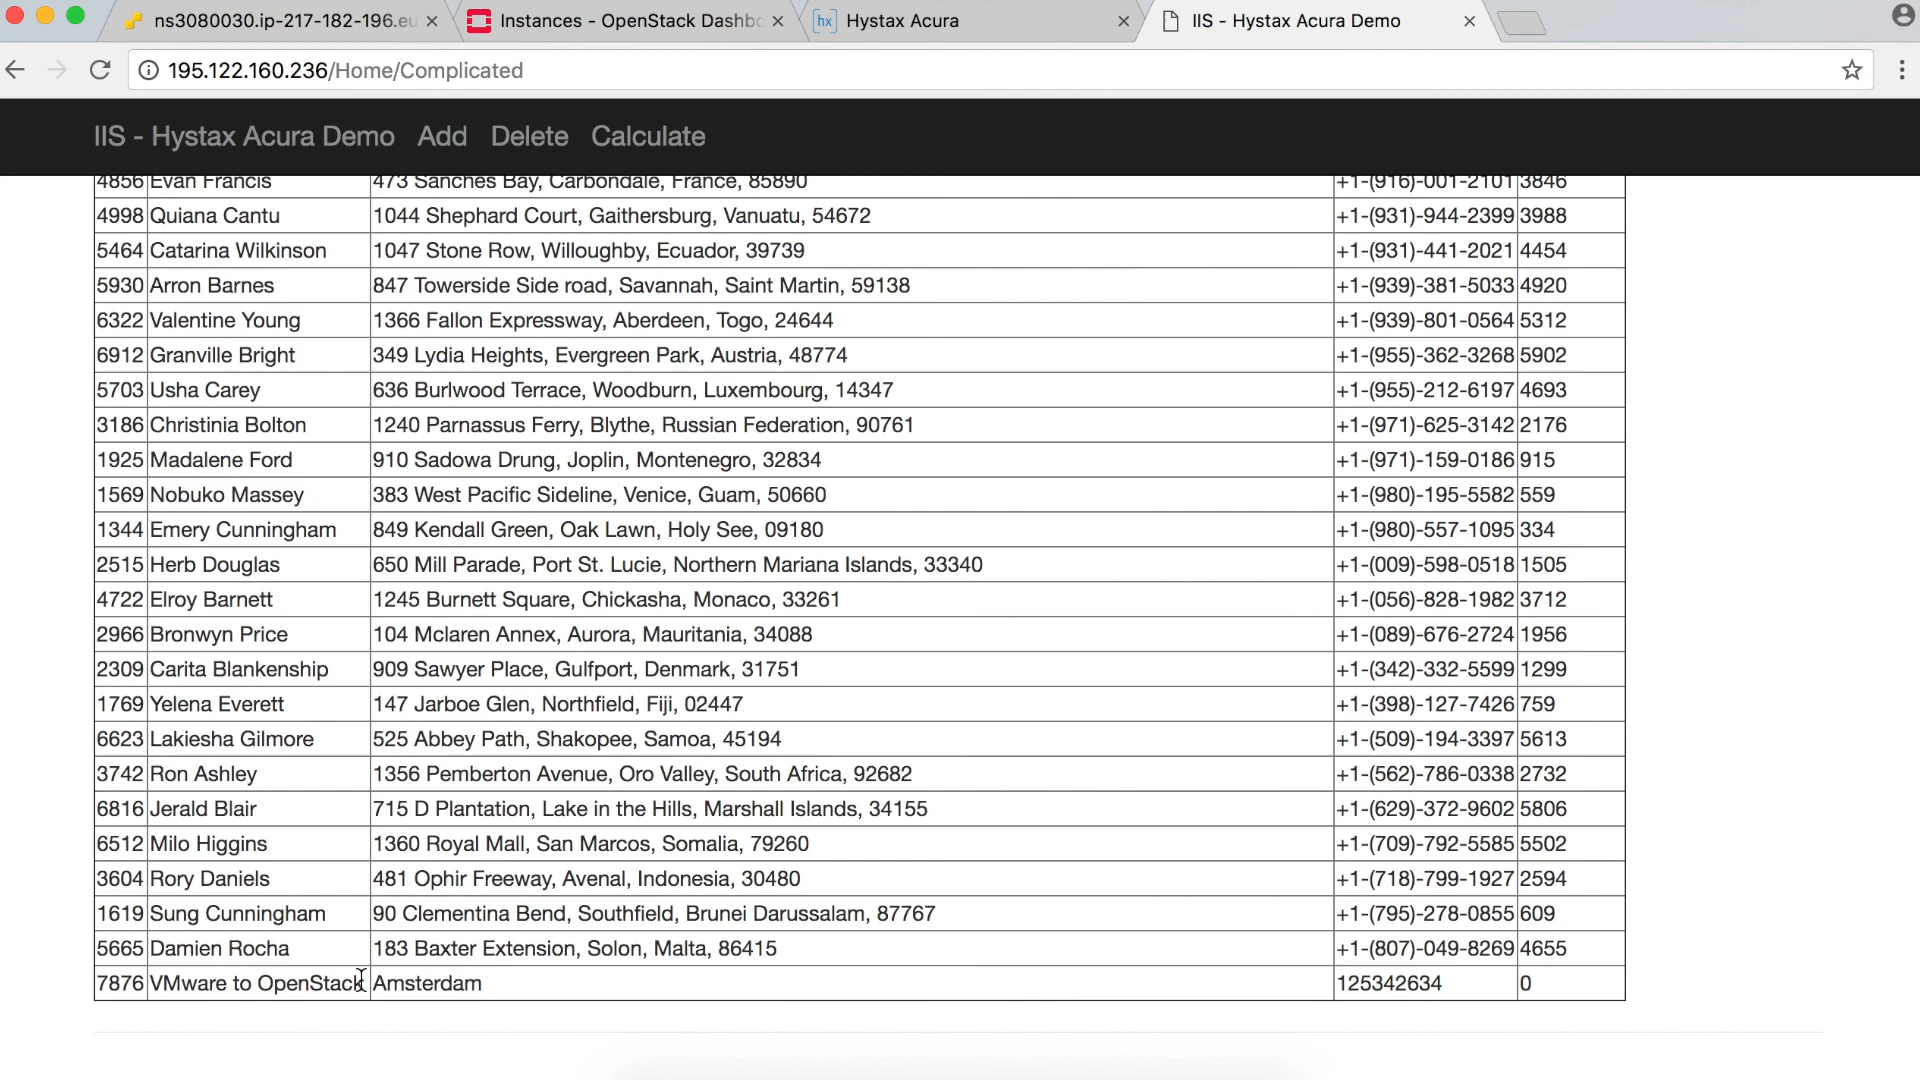 ns3080030.ip-217-182-196.eu
Instances - OpenStack Dashbo
hx Hystax Acura
IIS - Hystax Acura Demo
195.122.160.236/Home/Complicated
IIS - Hystax Acura Demo Add Delete Calculate
4856 Evan Francis 473 Sanches Bay, Carbondale, France, 85890 +1-(916)-001-2101 3846
4998 Quiana Cantu 1044 Shephard Court, Gaithersburg, Vanuatu, 54672 +1-(931)-944-2399 3988
5464 Catarina Wilkinson 1047 Stone Row, Willoughby, Ecuador, 39739 +1-(931)-441-2021 4454
5930 Arron Barnes 847 Towerside Side road, Savannah, Saint Martin, 59138 +1-(939)-381-5033 4920
6322 Valentine Young 1366 Fallon Expressway, Aberdeen, Togo, 24644 +1-(939)-801-0564 5312
6912 Granville Bright 349 Lydia Heights, Evergreen Park, Austria, 48774 +1-(955)-362-3268 5902
5703 Usha Carey 636 Burlwood Terrace, Woodburn, Luxembourg, 14347 +1-(955)-212-6197 4693
3186 Christinia Bolton 1240 Parnassus Ferry, Blythe, Russian Federation, 90761 +1-(971)-625-3142 2176
1925 Madalene Ford 910 Sadowa Drung, Joplin, Montenegro, 32834 +1-(971)-159-0186 915
1569 Nobuko Massey 383 West Pacific Sideline, Venice, Guam, 50660 +1-(980)-195-5582 559
1344 Emery Cunningham 849 Kendall Green, Oak Lawn, Holy See, 09180 +1-(980)-557-1095 334
2515 Herb Douglas 650 Mill Parade, Port St. Lucie, Northern Mariana Islands, 33340 +1-(009)-598-0518 1505
4722 Elroy Barnett 1245 Burnett Square, Chickasha, Monaco, 33261 +1-(056)-828-1982 3712
2966 Bronwyn Price 104 Mclaren Annex, Aurora, Mauritania, 34088 +1-(089)-676-2724 1956
2309 Carita Blankenship 909 Sawyer Place, Gulfport, Denmark, 31751 +1-(342)-332-5599 1299
1769 Yelena Everett 147 Jarboe Glen, Northfield, Fiji, 02447 +1-(398)-127-7426 759
6623 Lakiesha Gilmore 525 Abbey Path, Shakopee, Samoa, 45194 +1-(509)-194-3397 5613
3742 Ron Ashley 1356 Pemberton Avenue, Oro Valley, South Africa, 92682 +1-(562)-786-0338 2732
6816 Jerald Blair 715 D Plantation, Lake in the Hills, Marshall Islands, 34155 +1-(629)-372-9602 5806
6512 Milo Higgins 1360 Royal Mall, San Marcos, Somalia, 79260 +1-(709)-792-5585 5502
3604 Rory Daniels 481 Ophir Freeway, Avenal, Indonesia, 30480 +1-(718)-799-1927 2594
1619 Sung Cunningham 90 Clementina Bend, Southfield, Brunei Darussalam, 87767 +1-(795)-278-0855 609
5665 Damien Rocha 183 Baxter Extension, Solon, Malta, 86415 +1-(807)-049-8269 4655
7876 VMware to OpenStack Amsterdam 125342634 0